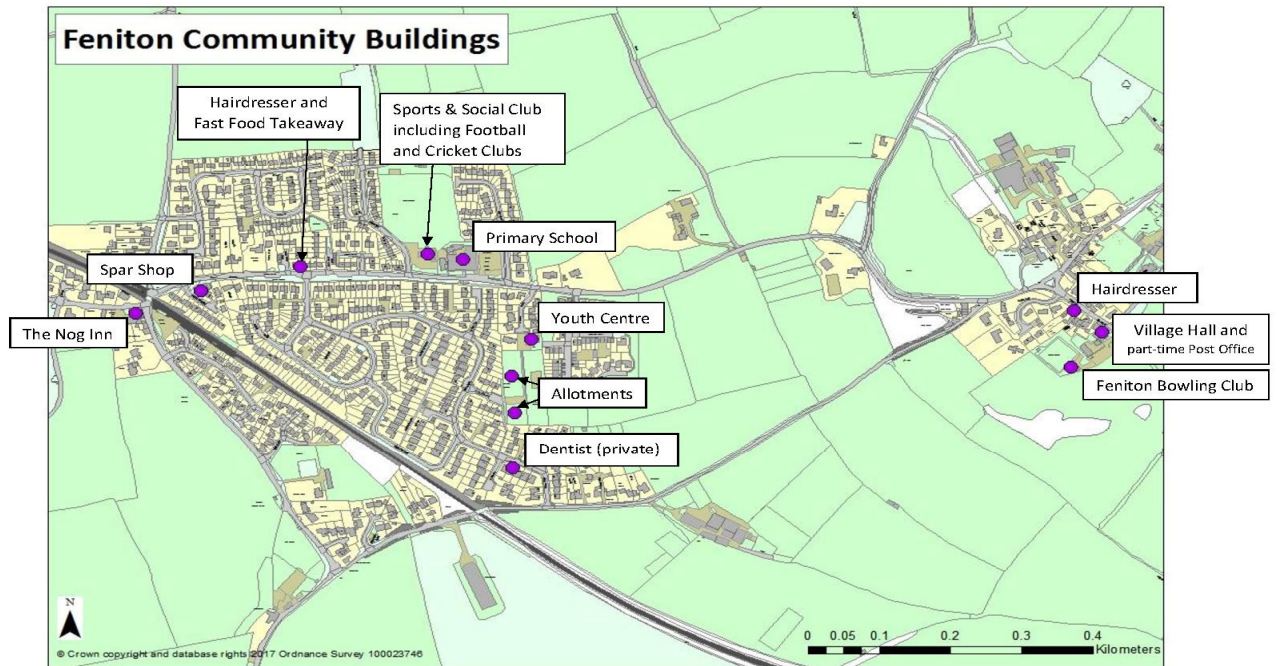 Feniton Community Buildings
Hairdresser and
Fast Food Takeaway
Sports & Social Club
including Football
and Cricket Clubs
Primary School
Spar Shop
The Nog Inn
Youth Centre
Allotments
Dentist (private)
Hairdresser
Village Hall and
part-time Post Office
Feniton Bowling Club
N
0 0.05 0.1 0.2 0.3 0.4
Kilometers
© Crown copyright and database rights 2017 Ordnance Survey 100023746